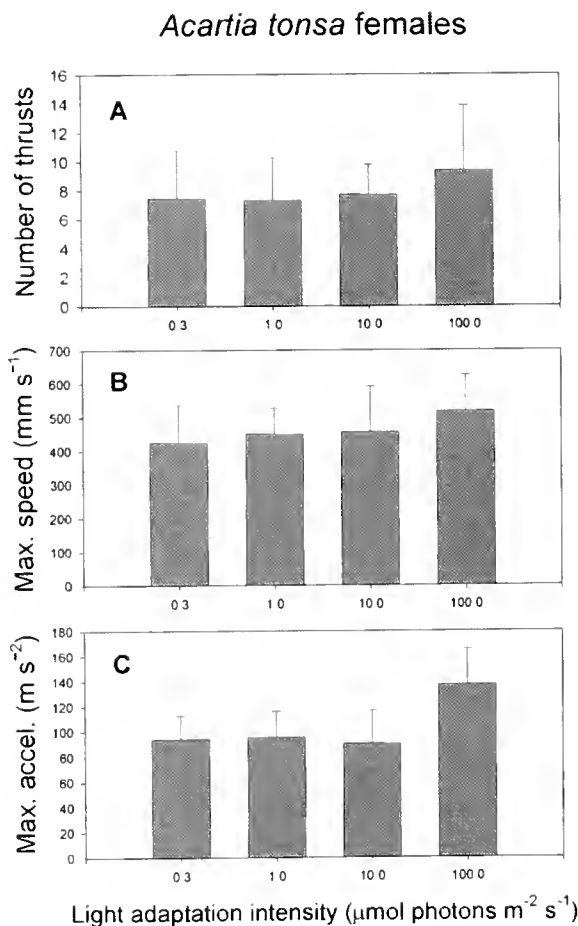 Acartia tonsa females
A
Number of thrusts
16
14
12
10
8
6
4
2
0
0.3 1.0 10.0 100.0
B
Max. speed (mm s⁻¹)
700
600
500
400
300
200
100
0
0.3 1.0 10.0 100.0
C
Max. accel. (m s⁻²)
180
160
140
120
100
80
60
40
20
0
0.3 1.0 10.0 100.0
Light adaptation intensity (μmol photons m⁻² s⁻¹)